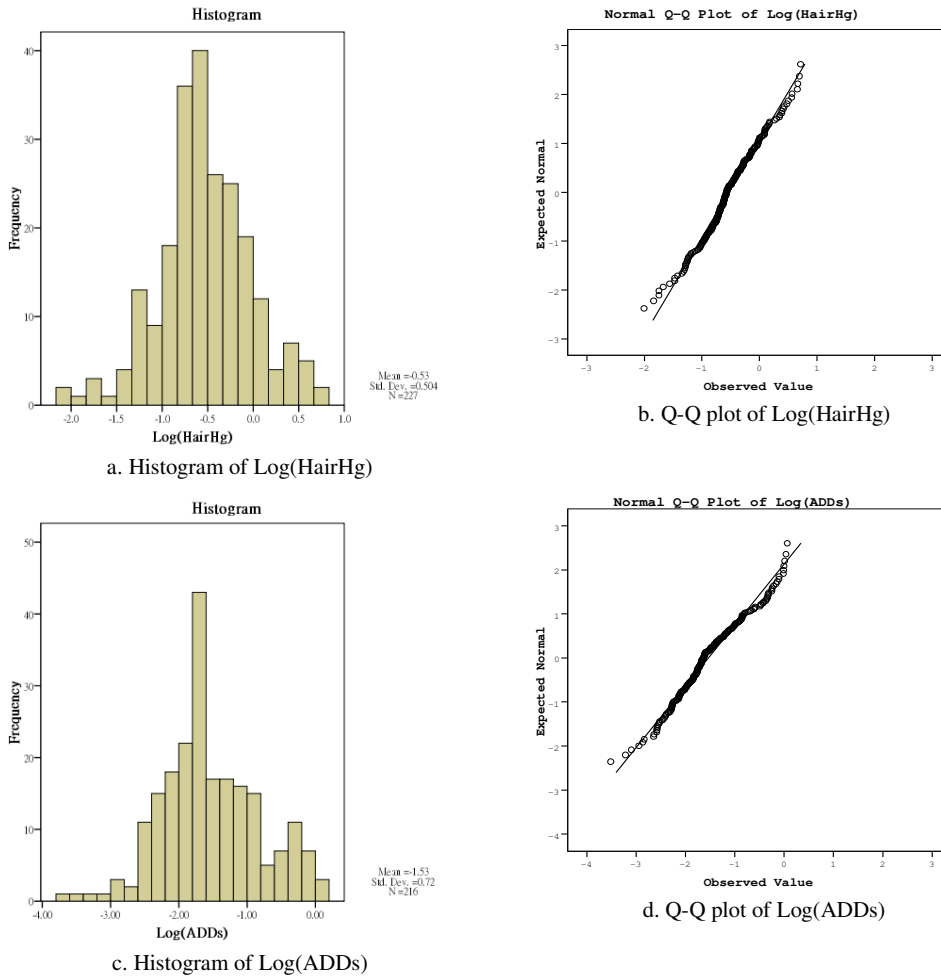 Histogram
Frequency
40
30
20
10
0
-2.0 -1.5 -1.0 -0.5 0.0 0.5 1.0
Log(HairHg)
Mean =-0.53
Std. Dev. =0.504
N =227
a. Histogram of Log(HairHg)
Normal Q-Q Plot of Log(HairHg)
Expected Normal
3
2
1
0
−1
−2
−3
−3 −2 −1 0 1 2 3
Observed Value
b. Q-Q plot of Log(HairHg)
Histogram
Frequency
50
40
30
20
10
0
-4.00 -3.00 -2.00 -1.00 0.00
Log(ADDs)
Mean =-1.53
Std. Dev. =0.72
N =216
c. Histogram of Log(ADDs)
Normal Q-Q Plot of Log(ADDs)
Expected Normal
3
2
1
0
−1
−2
−3
−4
−4 −3 −2 −1 0 1 2 3
Observed Value
d. Q-Q plot of Log(ADDs)